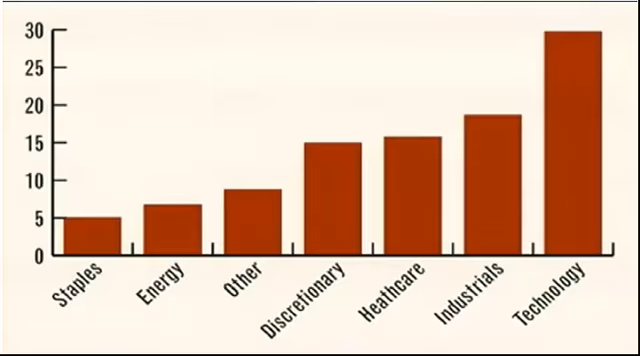 30
25
20
15
10
5
0
Staples
Energy
Other
Discretionary
Heathcare
Industrials
Technology